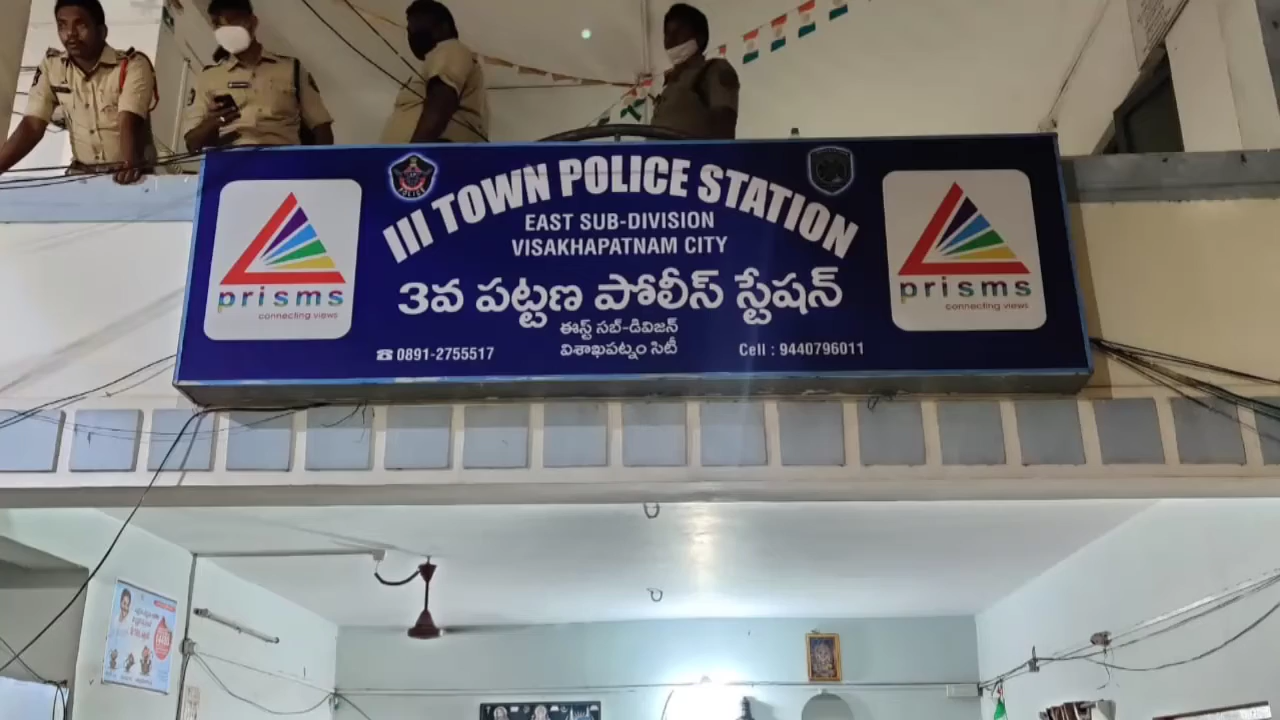 III TOWN POLICE STATION
EAST SUB-DIVISION
VISAKHAPATNAM CITY
3వ పట్టణ పోలీస్ స్టేషన్
ఈస్ట్ సబ్-డివిజన్
విశాఖపట్నం సిటీ
☎ 0891-2755517
Cell : 9440796011
prisms
connecting views
prisms
connecting views
POLICE